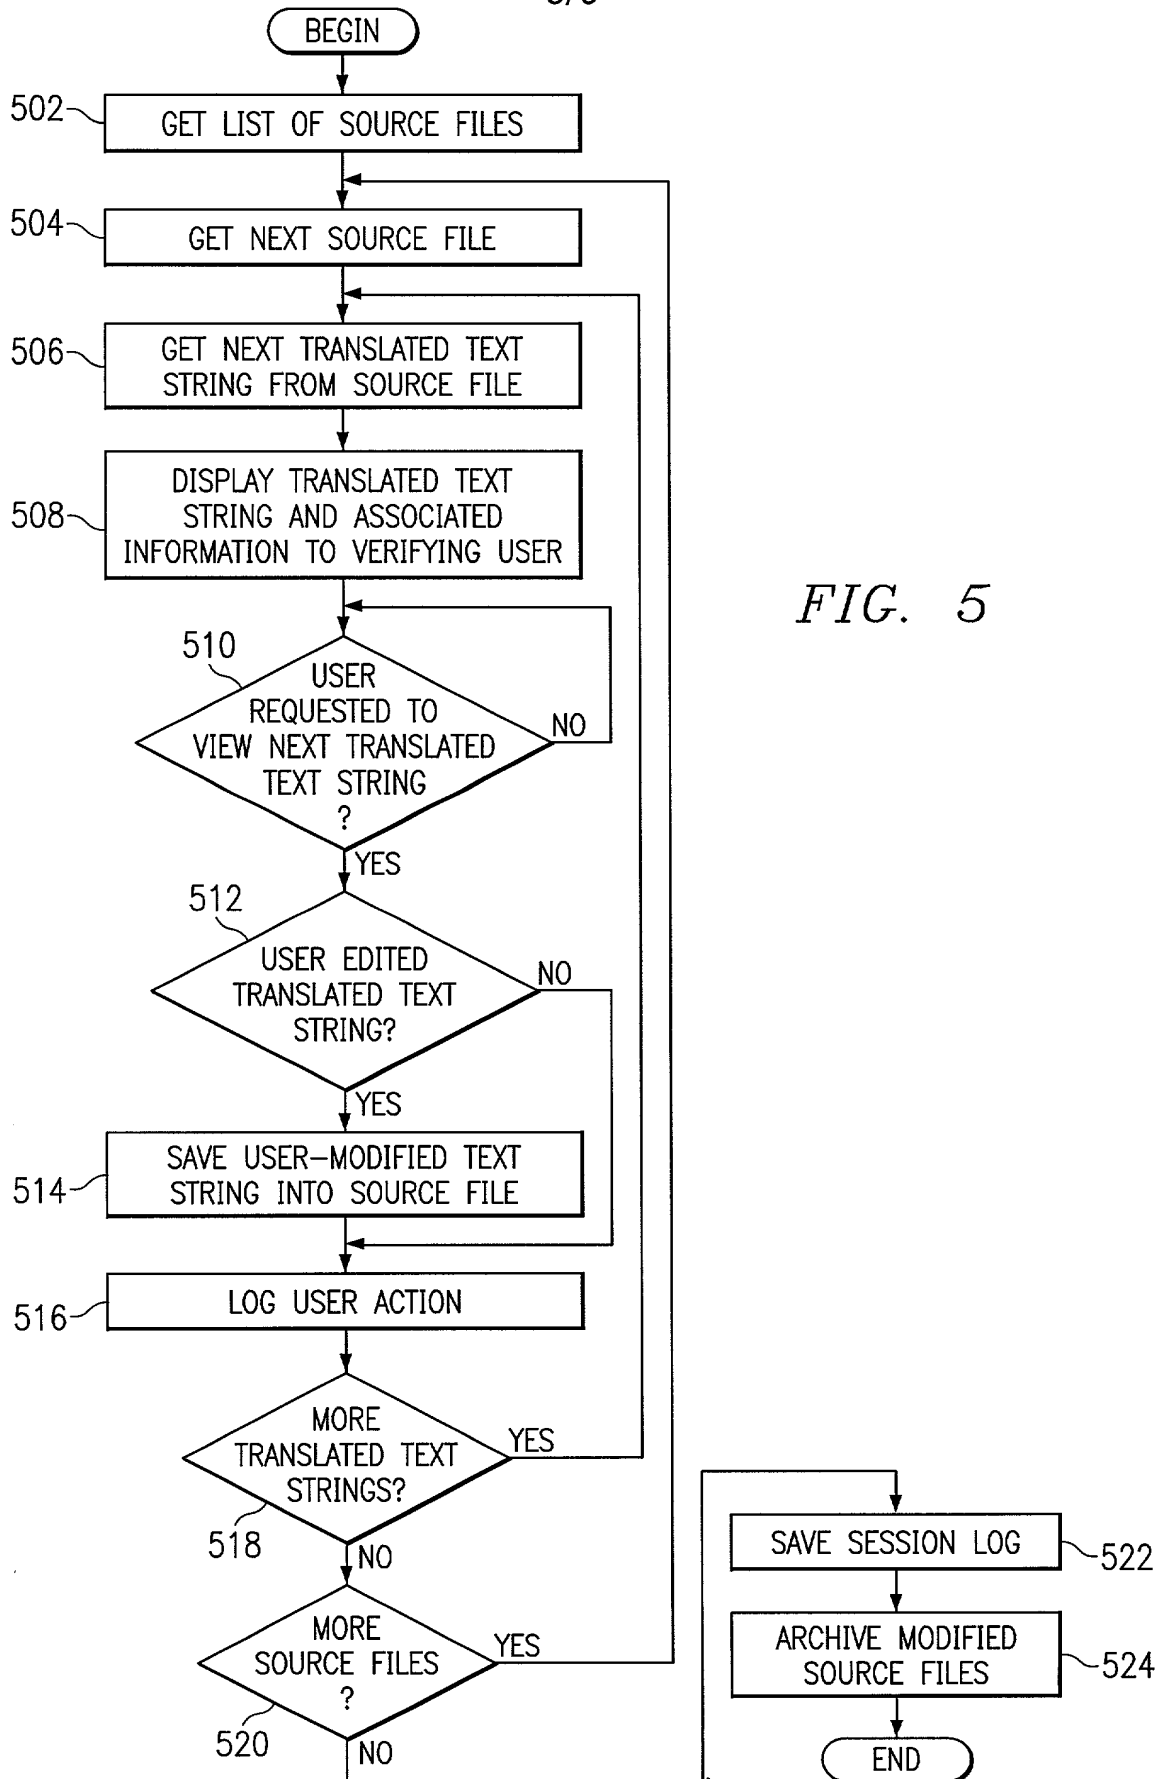 BEGIN
502
GET LIST OF SOURCE FILES
504
GET NEXT SOURCE FILE
506
GET NEXT TRANSLATED TEXT
STRING FROM SOURCE FILE
508
DISPLAY TRANSLATED TEXT
STRING AND ASSOCIATED
INFORMATION TO VERIFYING USER
FIG. 5
510
USER
REQUESTED TO
VIEW NEXT TRANSLATED
TEXT STRING
?
NO
YES
512
USER EDITED
TRANSLATED TEXT
STRING?
NO
YES
514
SAVE USER-MODIFIED TEXT
STRING INTO SOURCE FILE
516
LOG USER ACTION
MORE
TRANSLATED TEXT
STRINGS?
YES
518
NO
MORE
SOURCE FILES
?
YES
520
NO
SAVE SESSION LOG
522
ARCHIVE MODIFIED
SOURCE FILES
524
END